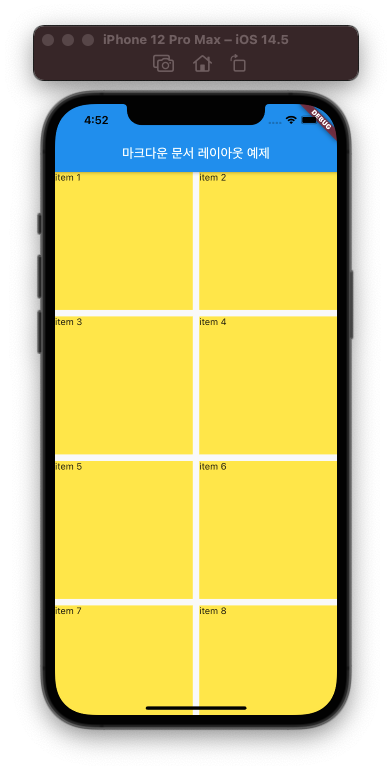 iPhone 12 Pro Max – iOS 14.5
4:52
DEBUG
마크다운 문서 레이아웃 예제
item 1
item 2
item 3
item 4
item 5
item 6
item 7
item 8